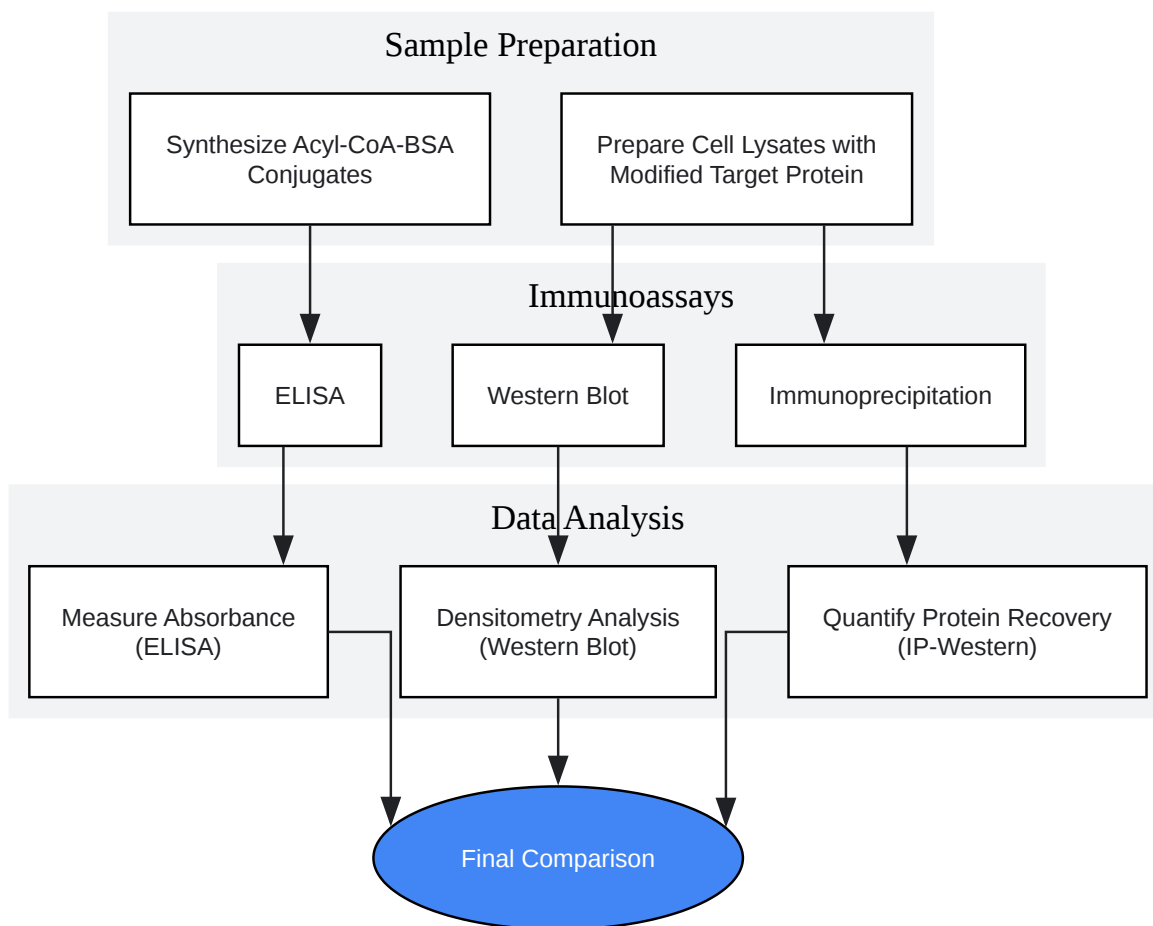 Sample Preparation
Synthesize Acyl-CoA-BSA
Conjugates
Prepare Cell Lysates with
Modified Target Protein
Immunoassays
ELISA
Western Blot
Immunoprecipitation
Data Analysis
Measure Absorbance
(ELISA)
Densitometry Analysis
(Western Blot)
Quantify Protein Recovery
(IP-Western)
Final Comparison